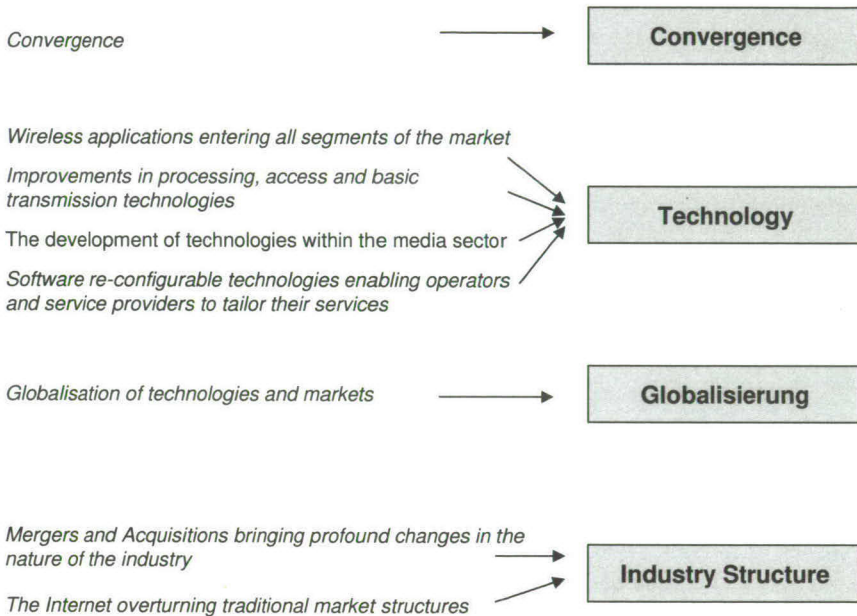 Convergence
Convergence
Wireless applications entering all segments of the market
Improvements in processing, access and basic
transmission technologies
The development of technologies within the media sector
Software re-configurable technologies enabling operators
and service providers to tailor their services
Technology
Globalisation of technologies and markets
Globalisierung
Mergers and Acquisitions bringing profound changes in the
nature of the industry
The Internet overturning traditional market structures
Industry Structure